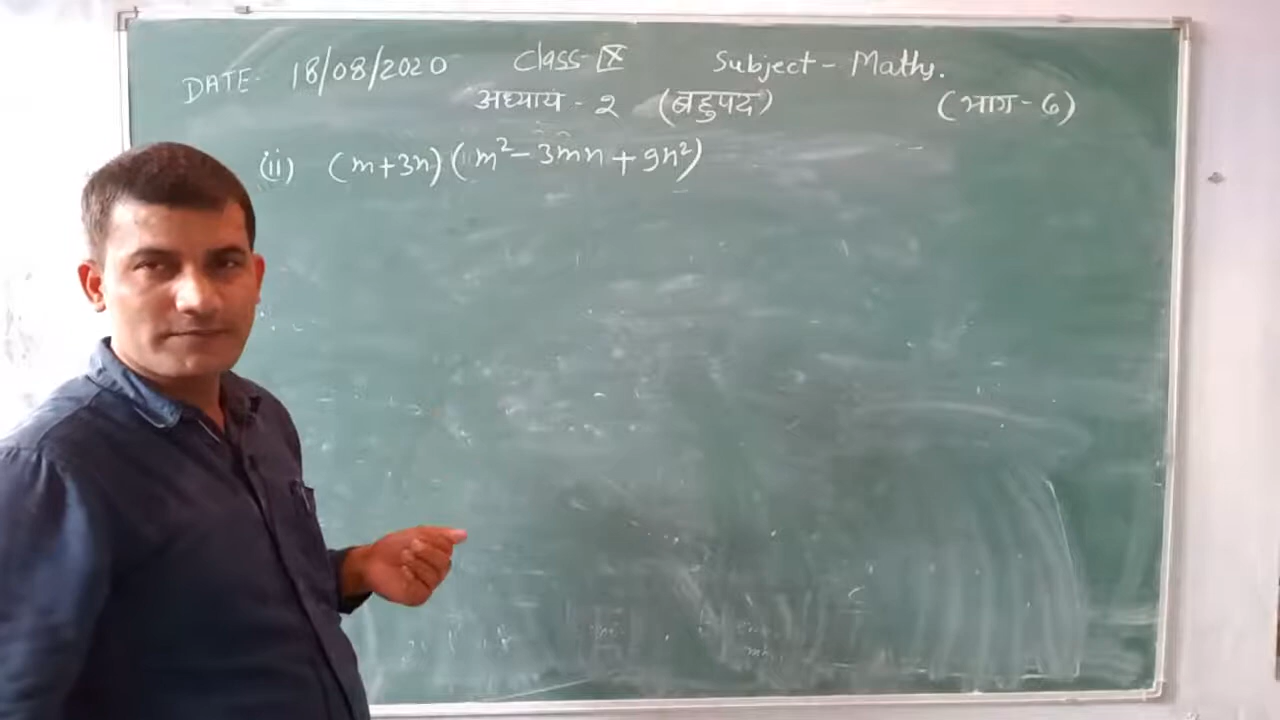 DATE- 18/08/2020 Class-IX Subject - Maths.
अध्याय - 2 (बहुपद) (भाग - 6)
(ii) (m+3n)(m² - 3mn + 9n²)